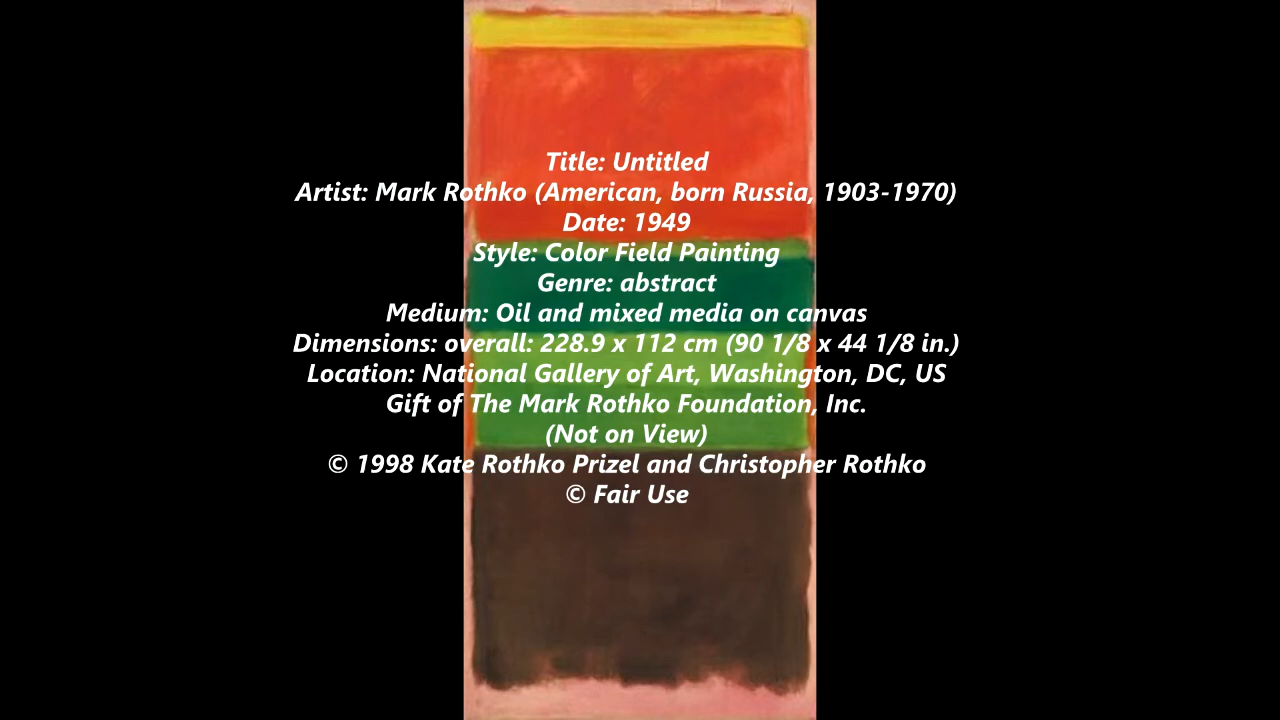 Title: Untitled
Artist: Mark Rothko (American, born Russia, 1903-1970)
Date: 1949
Style: Color Field Painting
Genre: abstract
Medium: Oil and mixed media on canvas
Dimensions: overall: 228.9 x 112 cm (90 1/8 x 44 1/8 in.)
Location: National Gallery of Art, Washington, DC, US
Gift of The Mark Rothko Foundation, Inc.
(Not on View)
© 1998 Kate Rothko Prizel and Christopher Rothko
© Fair Use